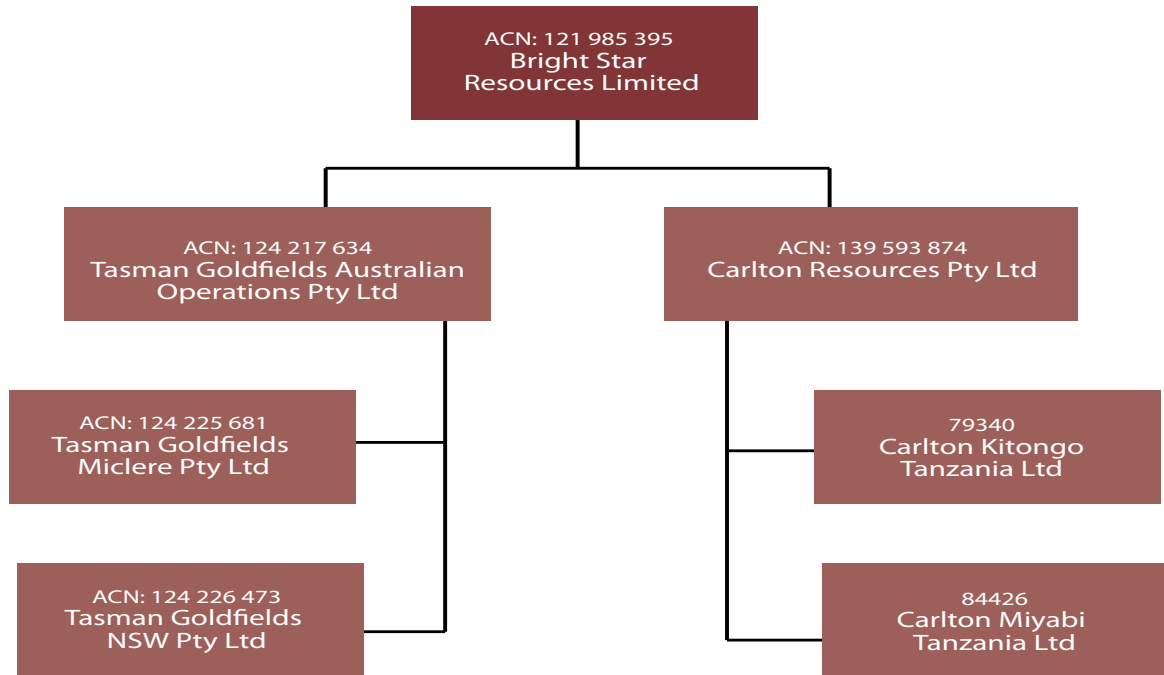 ACN: 121 985 395
Bright Star
Resources Limited
ACN: 124 217 634
Tasman Goldfields Australian
Operations Pty Ltd
ACN: 139 593 874
Carlton Resources Pty Ltd
ACN: 124 225 681
Tasman Goldfields
Miclere Pty Ltd
79340
Carlton Kitongo
Tanzania Ltd
ACN: 124 226 473
Tasman Goldfields
NSW Pty Ltd
84426
Carlton Miyabi
Tanzania Ltd